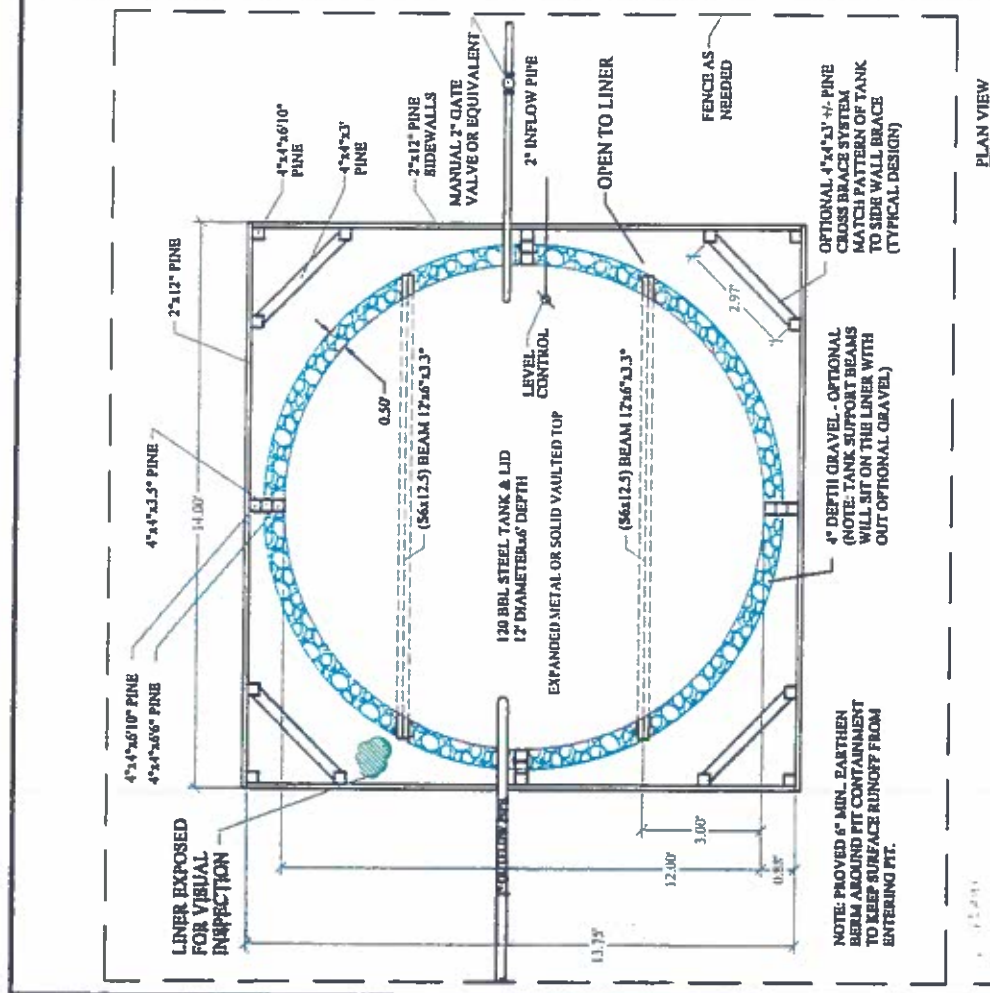 4"x4"x6'10"
PINE
4"x4"x3'
PINE
2"x12" PINE
SIDEWALLS
MANUAL 2" GATE
VALVE OR EQUIVALENT
2" INFLOW PIPE
OPEN TO LINER
FENCE AS
NEEDED
OPTIONAL 4"x4"x3' +/- PINE
CROSS BRACE SYSTEM
MATCH PATTERN OF TANK
TO SIDE WALL BRACE
(TYPICAL DESIGN)
PLAN VIEW
2"x12" PINE
4"x4"x3.5" PINE
14.00'
4"x4"x6'10" PINE
4"x4"x6'6" PINE
0.50'
(S6x12.5) BEAM 12'x6"x3.3"
LEVEL
CONTROL
120 BBL STEEL TANK & LID
12' DIAMETERx6' DEPTH
EXPANDED METAL OR SOLID VAULTED TOP
(S6x12.5) BEAM 12'x6"x3.3"
2.97'
4" DEPTH GRAVEL - OPTIONAL
(NOTE: TANK SUPPORT BEAMS
WILL SIT ON THE LINER WITH
OUT OPTIONAL GRAVEL)
LINER EXPOSED
FOR VISUAL
INSPECTION
3.00'
12.00'
0.88'
13.75'
NOTE: PROVED 6" MIN. EARTHEN
BERM AROUND PIT CONTAINMENT
TO KEEP SURFACE RUNOFF FROM
ENTERING PIT.